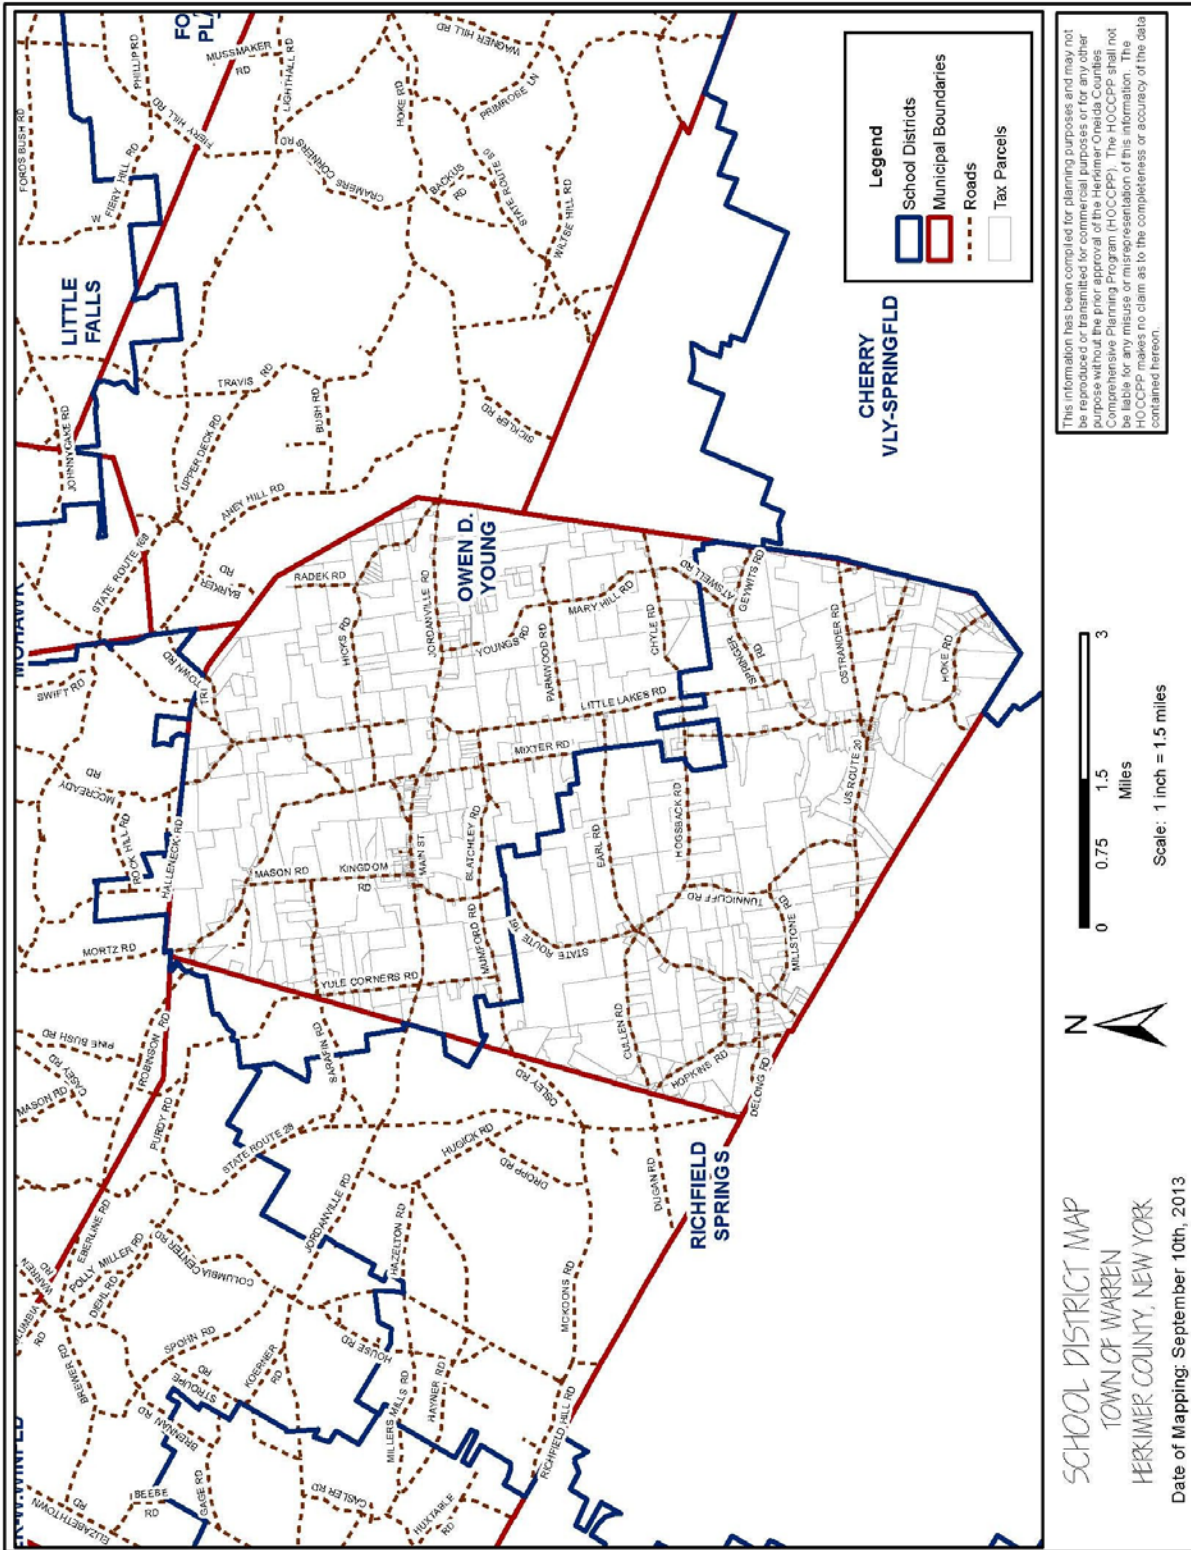 SCHOOL DISTRICT MAP
TOWN OF WARREN
HERKIMER COUNTY, NEW YORK
Date of Mapping: September 10th, 2013
N
0
0.75
1.5
3
Miles
Scale: 1 inch = 1.5 miles
This information has been compiled for planning purposes and may not
be reproduced or transmitted for commercial purposes or for any other
purpose without the prior approval of the Herkimer Oneida Counties
Comprehensive Planning Program (HOCCPP). The HOCCPP shall not
be liable for any misuse or misrepresentation of this information. The
HOCCPP makes no claim as to the completeness or accuracy of the data
contained hereon.
Legend
School Districts
Municipal Boundaries
Roads
Tax Parcels
MOHAWK
LITTLE
FALLS
OWEN D.
YOUNG
CHERRY
VLY-SPRINGFLD
RICHFIELD
SPRINGS
ELIZABETHTOWN
RD
BEEBE
RD
GAGE RD
BRENNAN RD
STROUPE
RD
BREWER RD
DIEHL RD
POLLY MILLER RD
EBERLINE RD
WARREN
RD
SPOHN RD
KOERNER
RD
COLUMBIA CENTER RD
CASLER RD
HUXTABLE
RD
MILLERS MILLS RD
HAYNER RD
HOUSE RD
HAZELTON RD
JORDANVILLE RD
RICHFIELD HILL RD
MCKOONS RD
DROPP RD
HUGICK RD
STATE ROUTE 28
PURDY RD
ROBINSON RD
MASON RD
CASEY RD
PINE BUSH RD
OSLEY RD
DUGAN RD
DELONG RD
HOPKINS RD
CULLEN RD
YULE CORNERS RD
MORTZ RD
ROCK HILL RD
MCCREADY
RD
HALLENECK RD
SWIFT RD
TRI
TOWN RD
MASON RD
KINGDOM
RD
MAIN ST
BLATCHLEY RD
MUMFORD RD
STATE
ROUTE 167
EARL RD
HOGSBACK RD
TUNNICLIFF RD
MILLSTONE
RD
MIXTER RD
LITTLE LAKES RD
US ROUTE 20
OSTRANDER RD
HOKE RD
SPRINGER
RD
GEYWITS RD
CHYLE RD
MARY HILL RD
PARMWOOD RD
YOUNGS RD
JORDANVILLE RD
HICKS RD
RADEK RD
BARKER
RD
STATE ROUTE 168
JOHNNYCAKE RD
UPPER DECK RD
ANEY HILL RD
TRAVIS
RD
BUSH RD
SICKLER RD
FORDS BUSH RD
PHILLIP RD
W
FIERY HILL RD
FIERY HILL RD
MUSSMAKER
RD
LIGHTHALL RD
CRAMERS CORNERS RD
HOKE RD
BACKUS
RD
STATE ROUTE 80
PRIMROSE LN
WAGNER HILL RD
WILTSE HILL RD